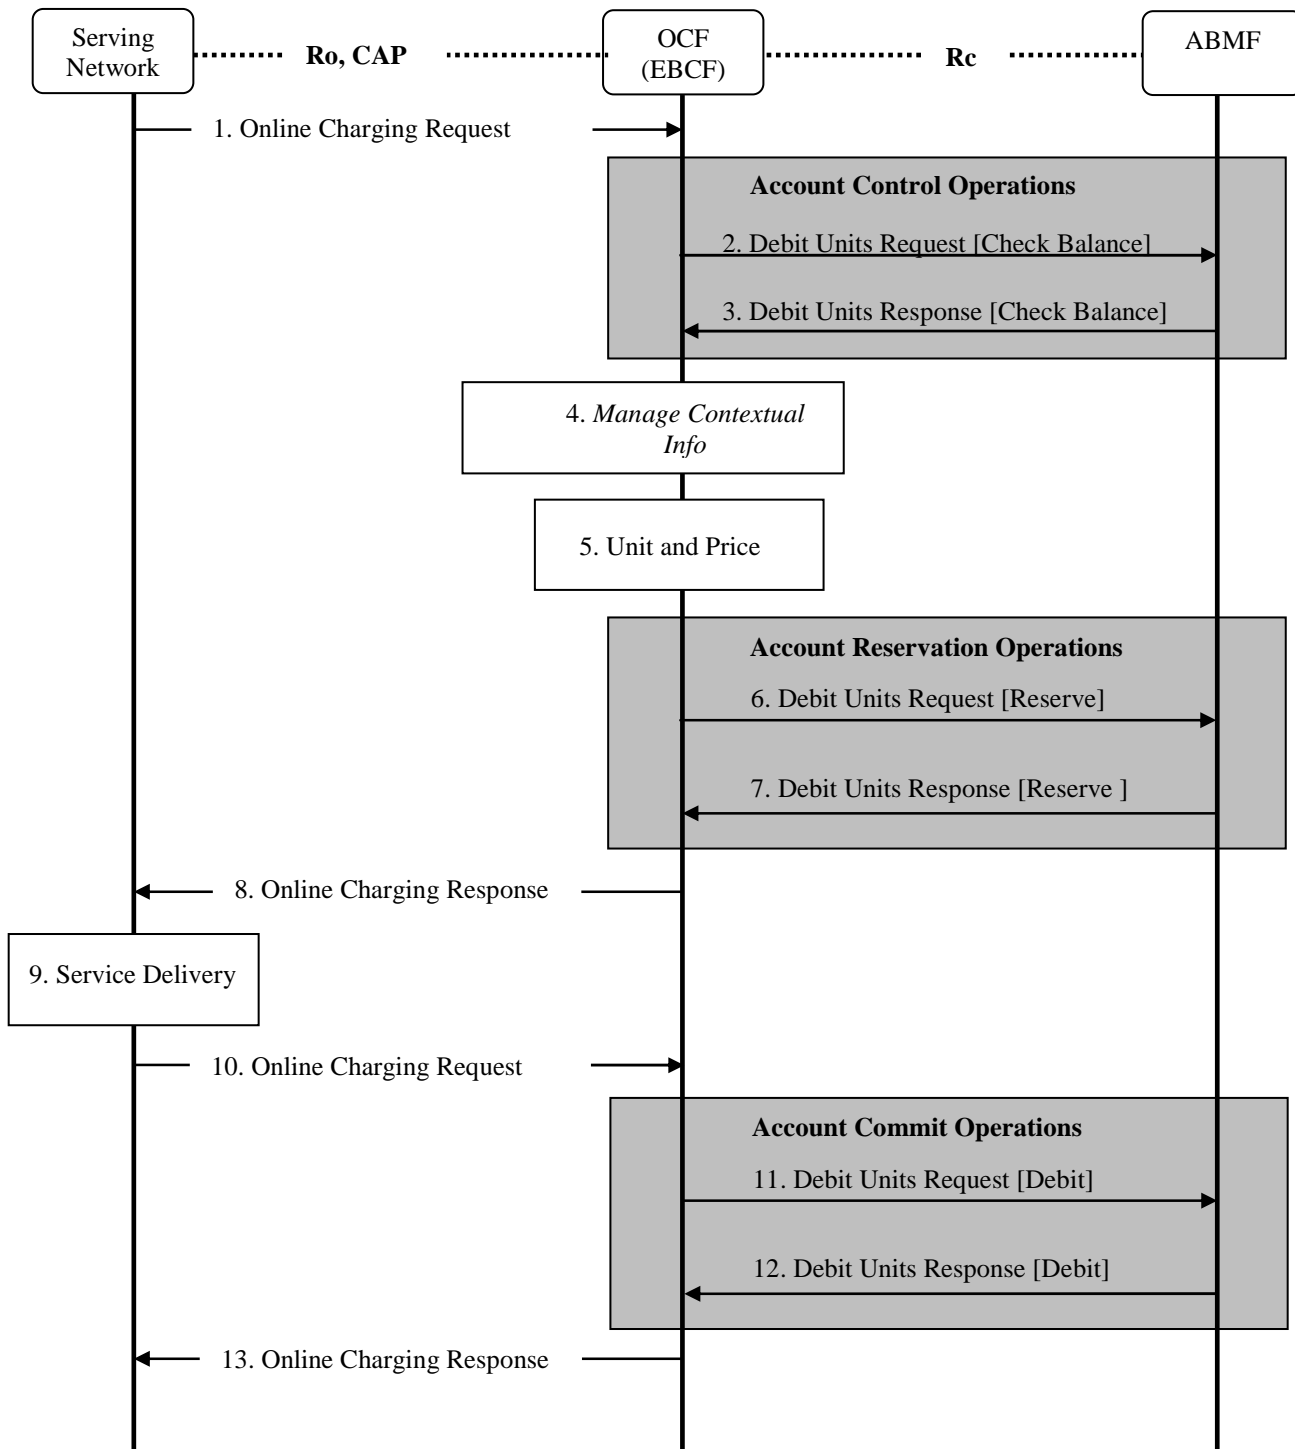 Serving
Network
Ro, CAP
OCF
(EBCF)
Rc
ABMF
1. Online Charging Request
Account Control Operations
2. Debit Units Request [Check Balance]
3. Debit Units Response [Check Balance]
4. Manage Contextual
Info
5. Unit and Price
Account Reservation Operations
6. Debit Units Request [Reserve]
7. Debit Units Response [Reserve ]
8. Online Charging Response
9. Service Delivery
10. Online Charging Request
Account Commit Operations
11. Debit Units Request [Debit]
12. Debit Units Response [Debit]
13. Online Charging Response